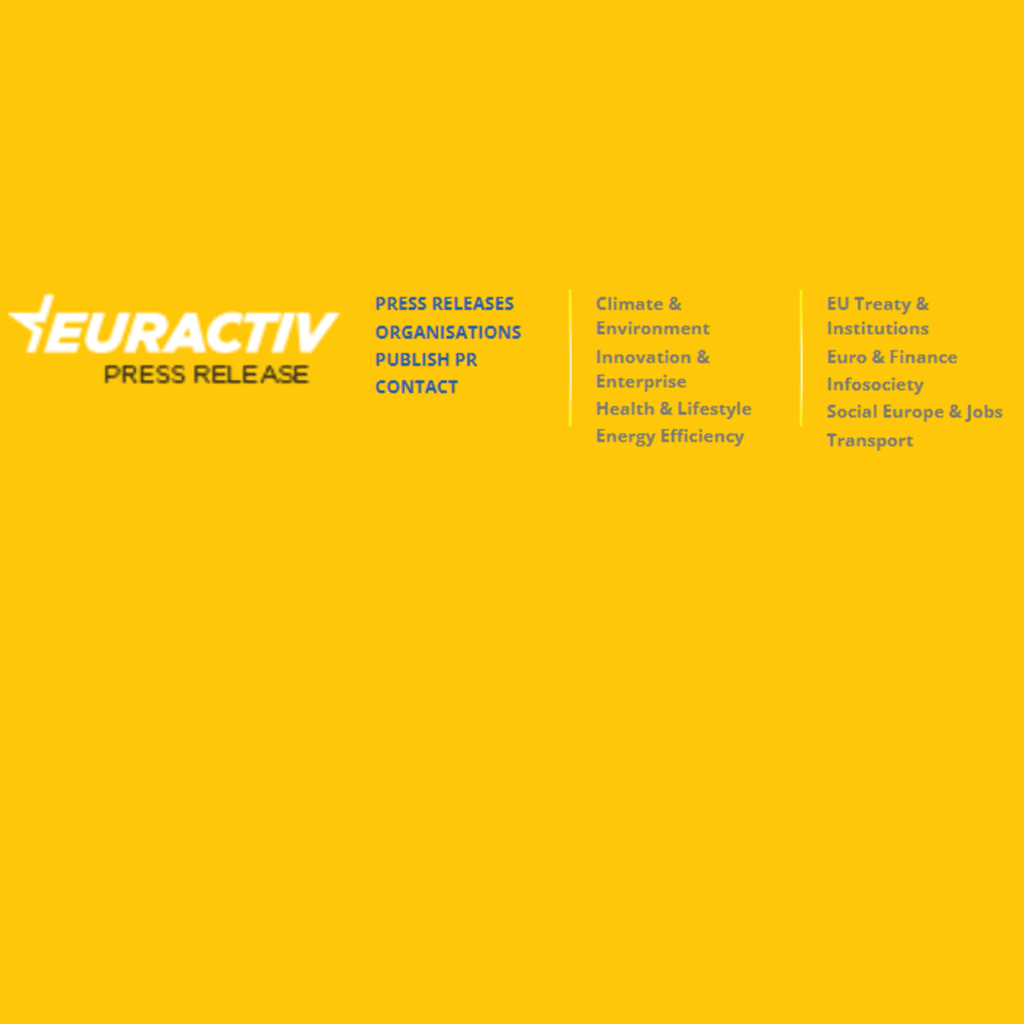 EURACTIV
PRESS RELEASE
PRESS RELEASES
ORGANISATIONS
PUBLISH PR
CONTACT
Climate &
Environment
Innovation &
Enterprise
Health & Lifestyle
Energy Efficiency
EU Treaty &
Institutions
Euro & Finance
Infosociety
Social Europe & Jobs
Transport